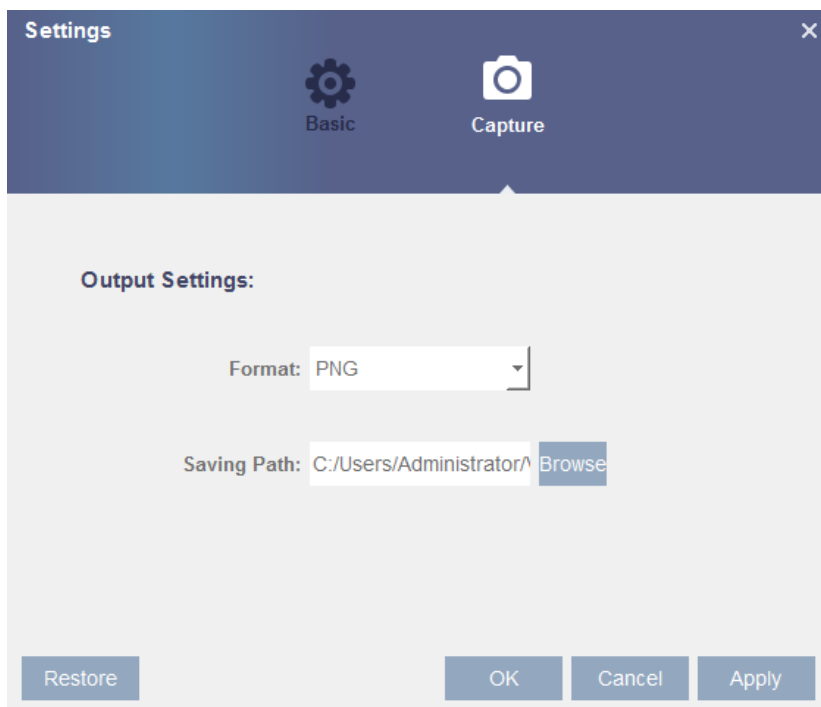 Settings
Basic
Capture
Output Settings:
Format: PNG
Saving Path: C:/Users/Administrator/ Browse
Restore OK Cancel Apply